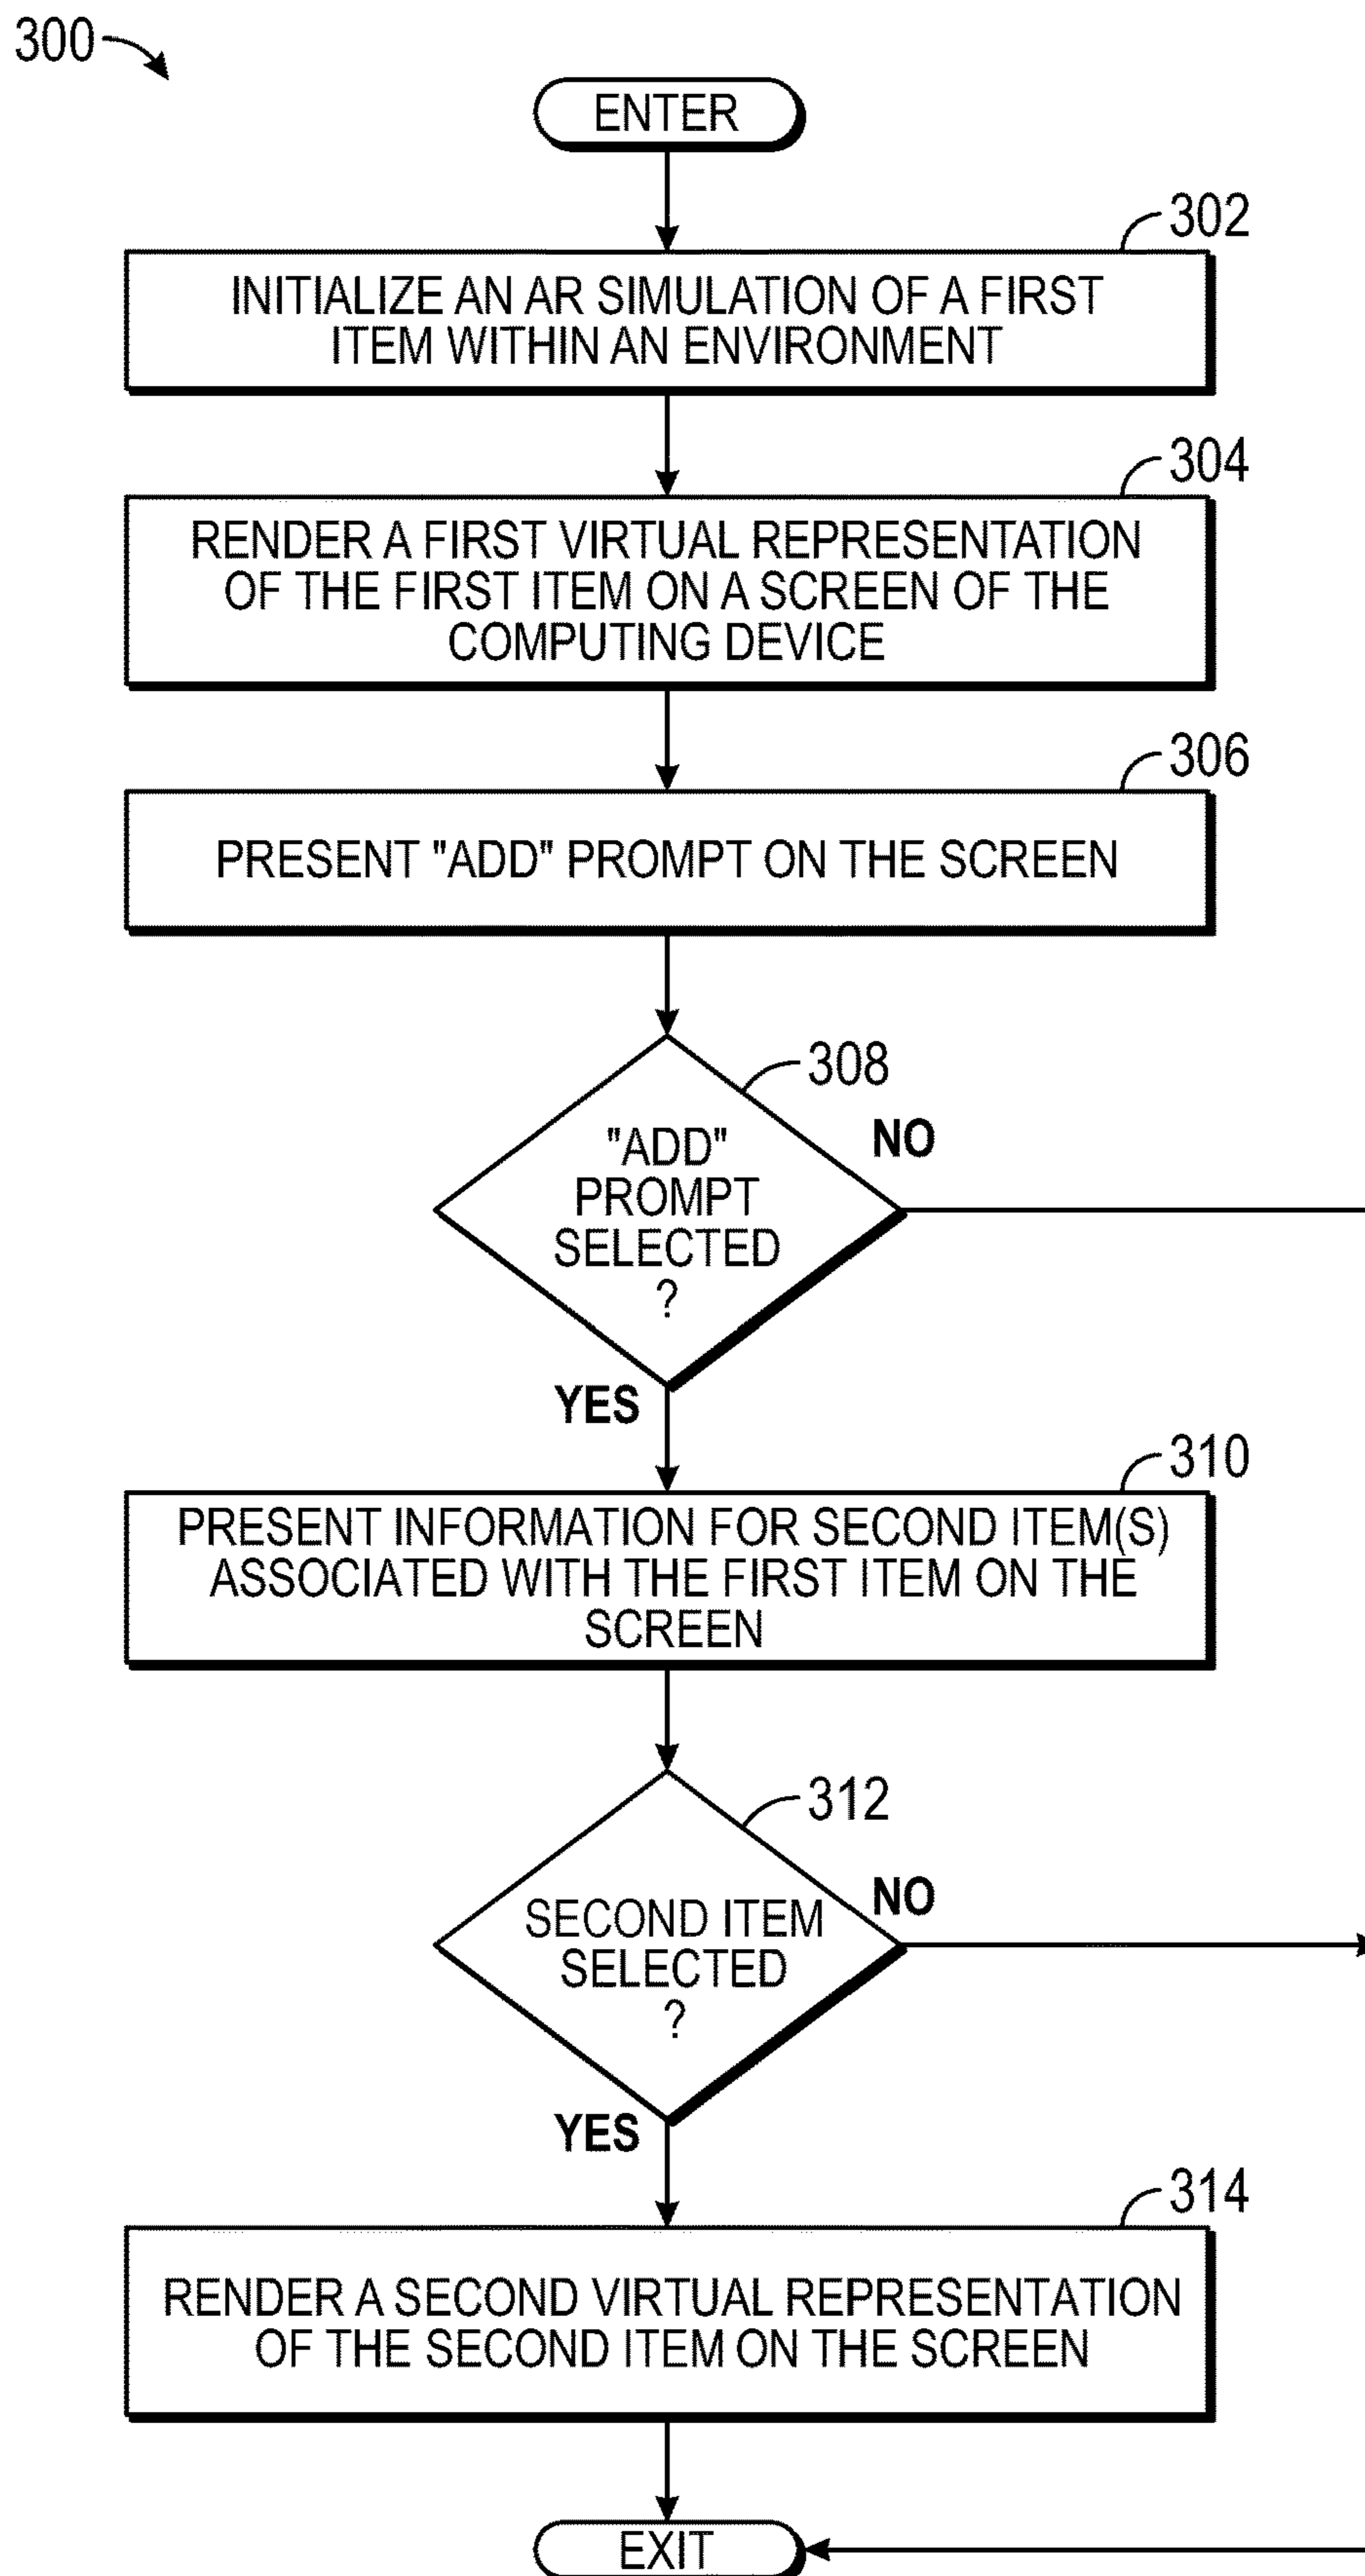 300
ENTER
302
INITIALIZE AN AR SIMULATION OF A FIRST
ITEM WITHIN AN ENVIRONMENT
304
RENDER A FIRST VIRTUAL REPRESENTATION
OF THE FIRST ITEM ON A SCREEN OF THE
COMPUTING DEVICE
306
PRESENT "ADD" PROMPT ON THE SCREEN
308
"ADD"
PROMPT
SELECTED
?
NO
YES
310
PRESENT INFORMATION FOR SECOND ITEM(S)
ASSOCIATED WITH THE FIRST ITEM ON THE
SCREEN
312
SECOND ITEM
SELECTED
?
NO
YES
314
RENDER A SECOND VIRTUAL REPRESENTATION
OF THE SECOND ITEM ON THE SCREEN
EXIT